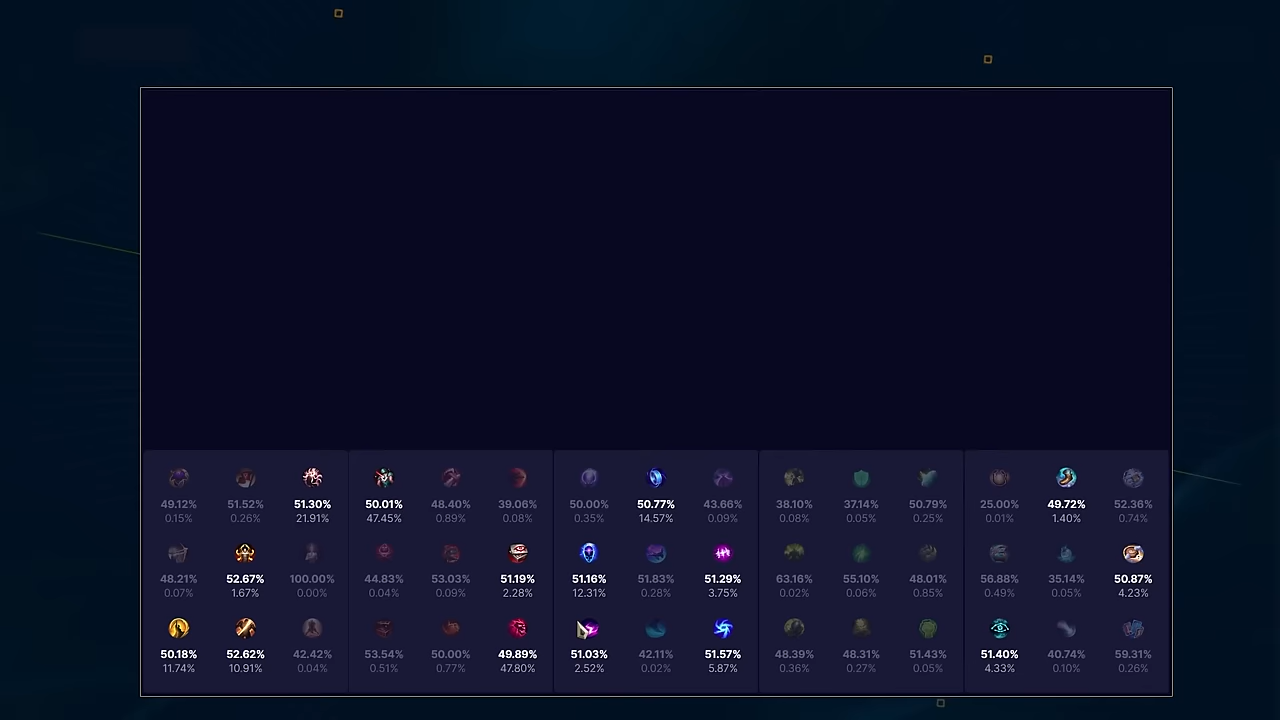 49.12% 51.52% 51.30% 50.01% 48.40% 39.06% 50.00% 50.77% 43.66% 38.10% 37.14% 50.79% 25.00% 49.72% 52.36%
0.15% 0.26% 21.91% 47.45% 0.89% 0.08% 0.35% 14.57% 0.09% 0.08% 0.05% 0.25% 0.01% 1.40% 0.74%
48.21% 52.67% 100.00% 44.83% 53.03% 51.19% 51.16% 51.83% 51.29% 63.16% 55.10% 48.01% 56.88% 35.14% 50.87%
0.07% 1.67% 0.00% 0.04% 0.09% 2.28% 12.31% 0.28% 3.75% 0.02% 0.06% 0.85% 0.49% 0.05% 4.23%
50.18% 52.62% 42.42% 53.54% 50.00% 49.89% 51.03% 42.11% 51.57% 48.39% 48.31% 51.43% 51.40% 40.74% 59.31%
11.74% 10.91% 0.04% 0.51% 0.77% 47.80% 2.52% 0.02% 5.87% 0.36% 0.27% 0.05% 4.33% 0.10% 0.26%